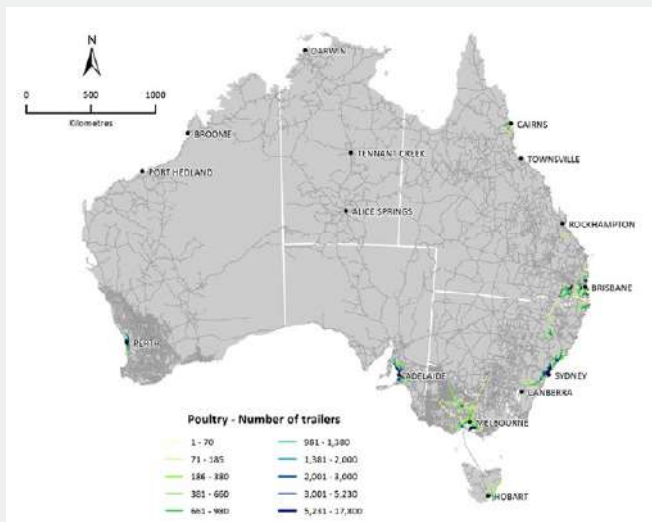 N
DARWIN
0 500 1000
Kilometres
CAIRNS
BROOME
TENNANT CREEK
TOWNSVILLE
PORT HEDLAND
ALICE SPRINGS
ROCKHAMPTON
BRISBANE
PERTH
ADELAIDE
SYDNEY
CANBERRA
MELBOURNE
HOBART
Poultry - Number of trailers
1 - 70
71 - 185
186 - 380
381 - 660
661 - 980
981 - 1,380
1,381 - 2,000
2,001 - 3,000
3,001 - 5,230
5,231 - 17,800